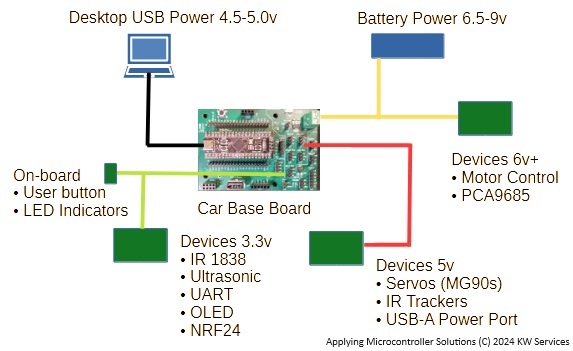 Desktop USB Power 4.5-5.0v
Battery Power 6.5-9v
Devices 6v+
• Motor Control
• PCA9685
On-board
• User button
• LED Indicators
Car Base Board
Devices 3.3v
• IR 1838
• Ultrasonic
• UART
• OLED
• NRF24
Devices 5v
• Servos (MG90s)
• IR Trackers
• USB-A Power Port
Applying Microcontroller Solutions (C) 2024 KW Services